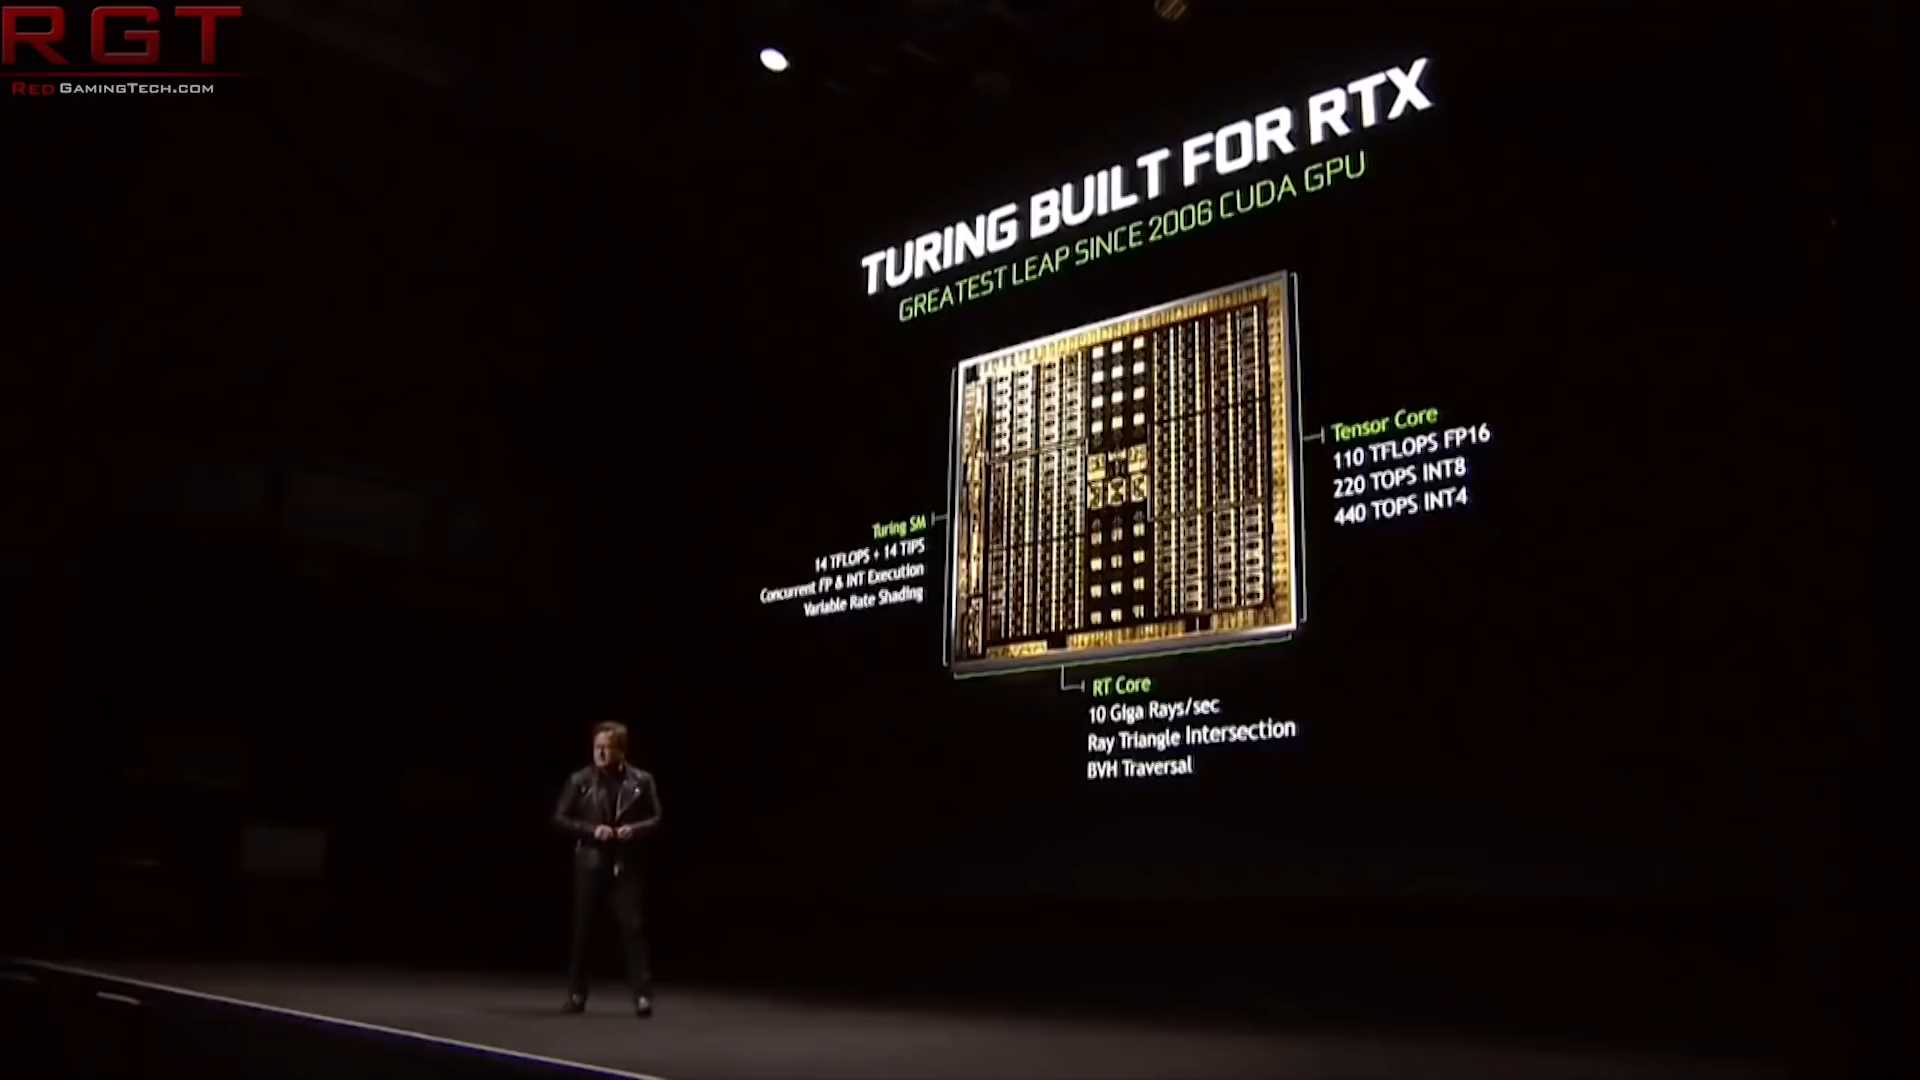 RGT
RedGamingTech.com
TURING BUILT FOR RTX
GREATEST LEAP SINCE 2006 CUDA GPU
Tensor Core
110 TFLOPS FP16
220 TOPS INT8
440 TOPS INT4
Turing SM
14 TFLOPS + 14 TIPS
Concurrent FP & INT Execution
Variable Rate Shading
RT Core
10 Giga Rays/sec
Ray Triangle Intersection
BVH Traversal